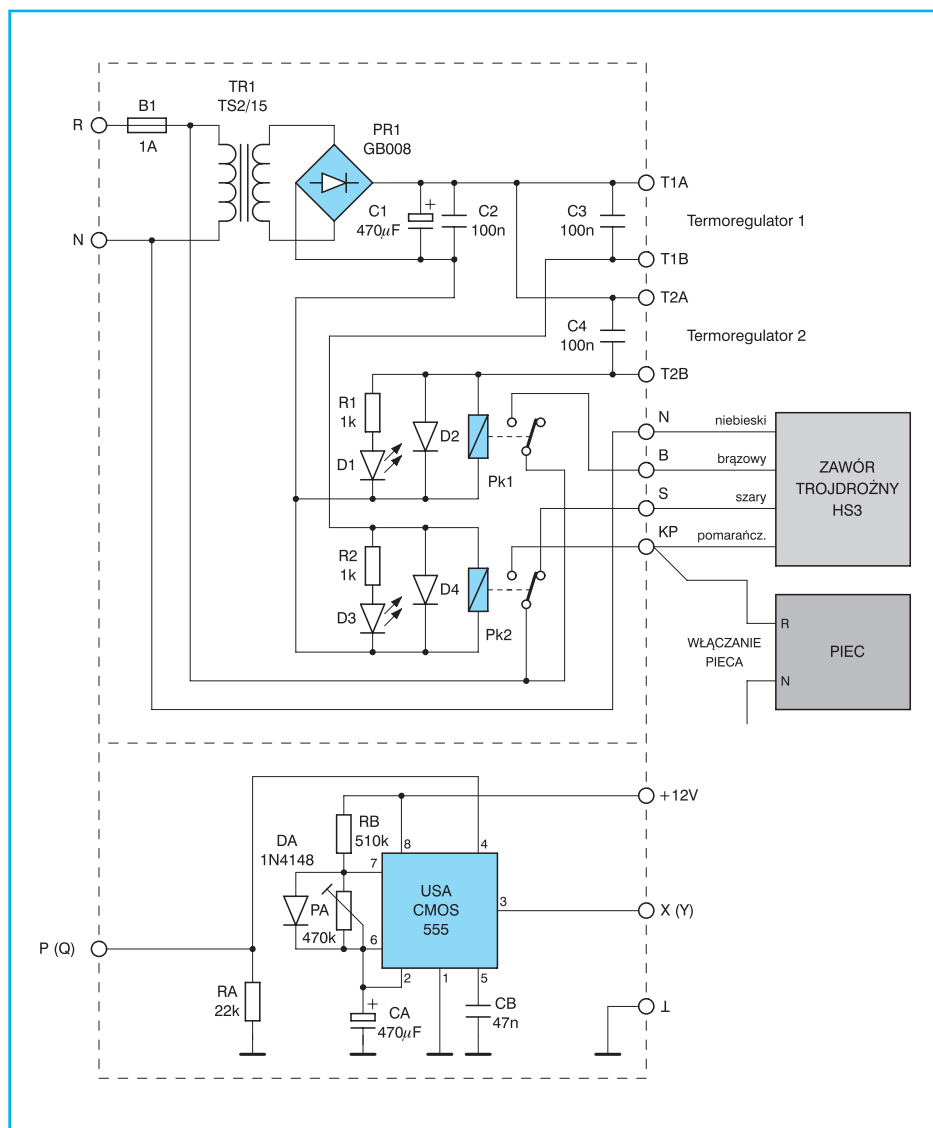 TR1
TS2/15
B1
1A
R
N
PR1
GB008
C1
470µF
+
C2
100n
C3
100n
T1A
Termoregulator 1
T1B
T2A
C4
100n
Termoregulator 2
T2B
R1
1k
D1
D2
Pk1
N
niebieski
B
brązowy
S
szary
KP
pomarańcz.
ZAWÓR
TROJDROŻNY
HS3
R2
1k
D3
D4
Pk2
WŁĄCZANIE
PIECA
R
N
PIEC
+12V
RB
510k
DA
1N4148
PA
470k
8
4
7
6
3
2
1
5
USA
CMOS
555
X (Y)
P (Q)
RA
22k
+
CA
470µF
CB
47n
⊥